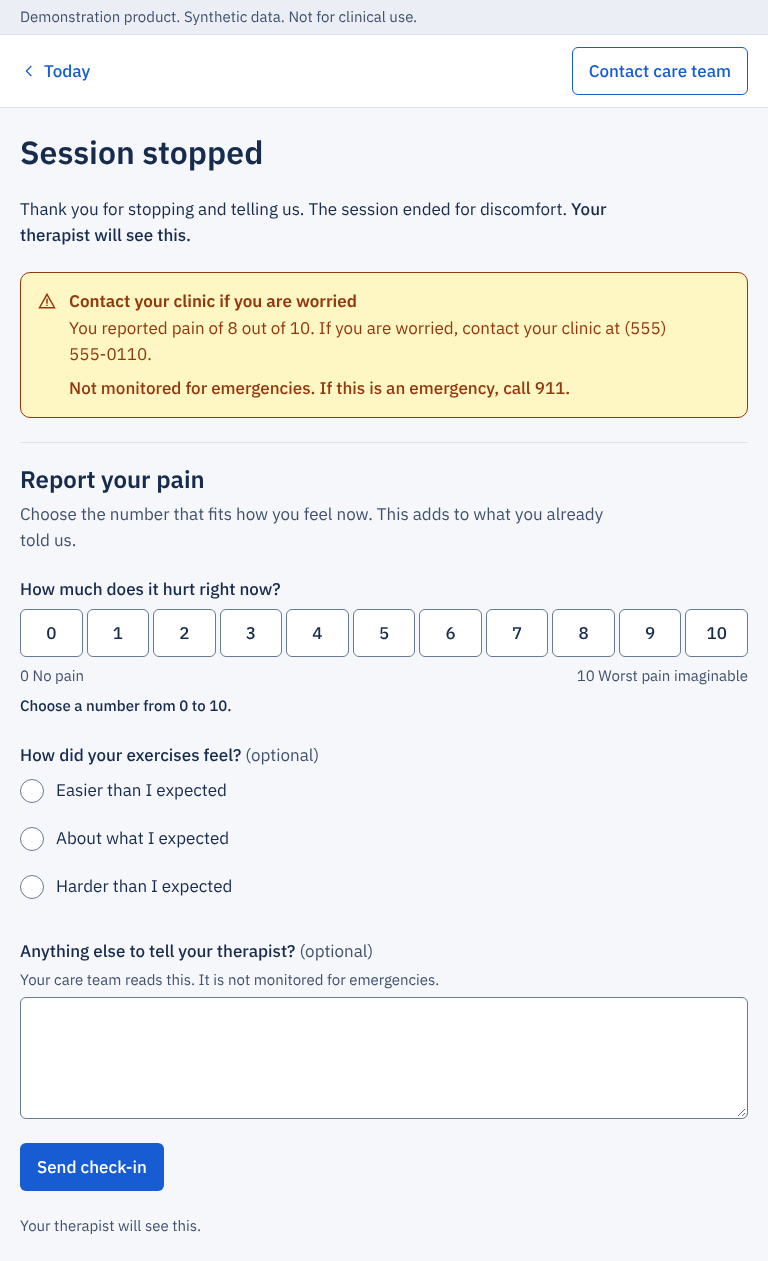 Demonstration product. Synthetic data. Not for clinical use.
Today
Contact care team
Session stopped
Thank you for stopping and telling us. The session ended for discomfort. Your
therapist will see this.
Contact your clinic if you are worried
You reported pain of 8 out of 10. If you are worried, contact your clinic at (555)
555-0110.
Not monitored for emergencies. If this is an emergency, call 911.
Report your pain
Choose the number that fits how you feel now. This adds to what you already
told us.
How much does it hurt right now?
0 1 2 3 4 5 6 7 8 9 10
0 No pain 10 Worst pain imaginable
Choose a number from 0 to 10.
How did your exercises feel? (optional)
Easier than I expected
About what I expected
Harder than I expected
Anything else to tell your therapist? (optional)
Your care team reads this. It is not monitored for emergencies.
Send check-in
Your therapist will see this.